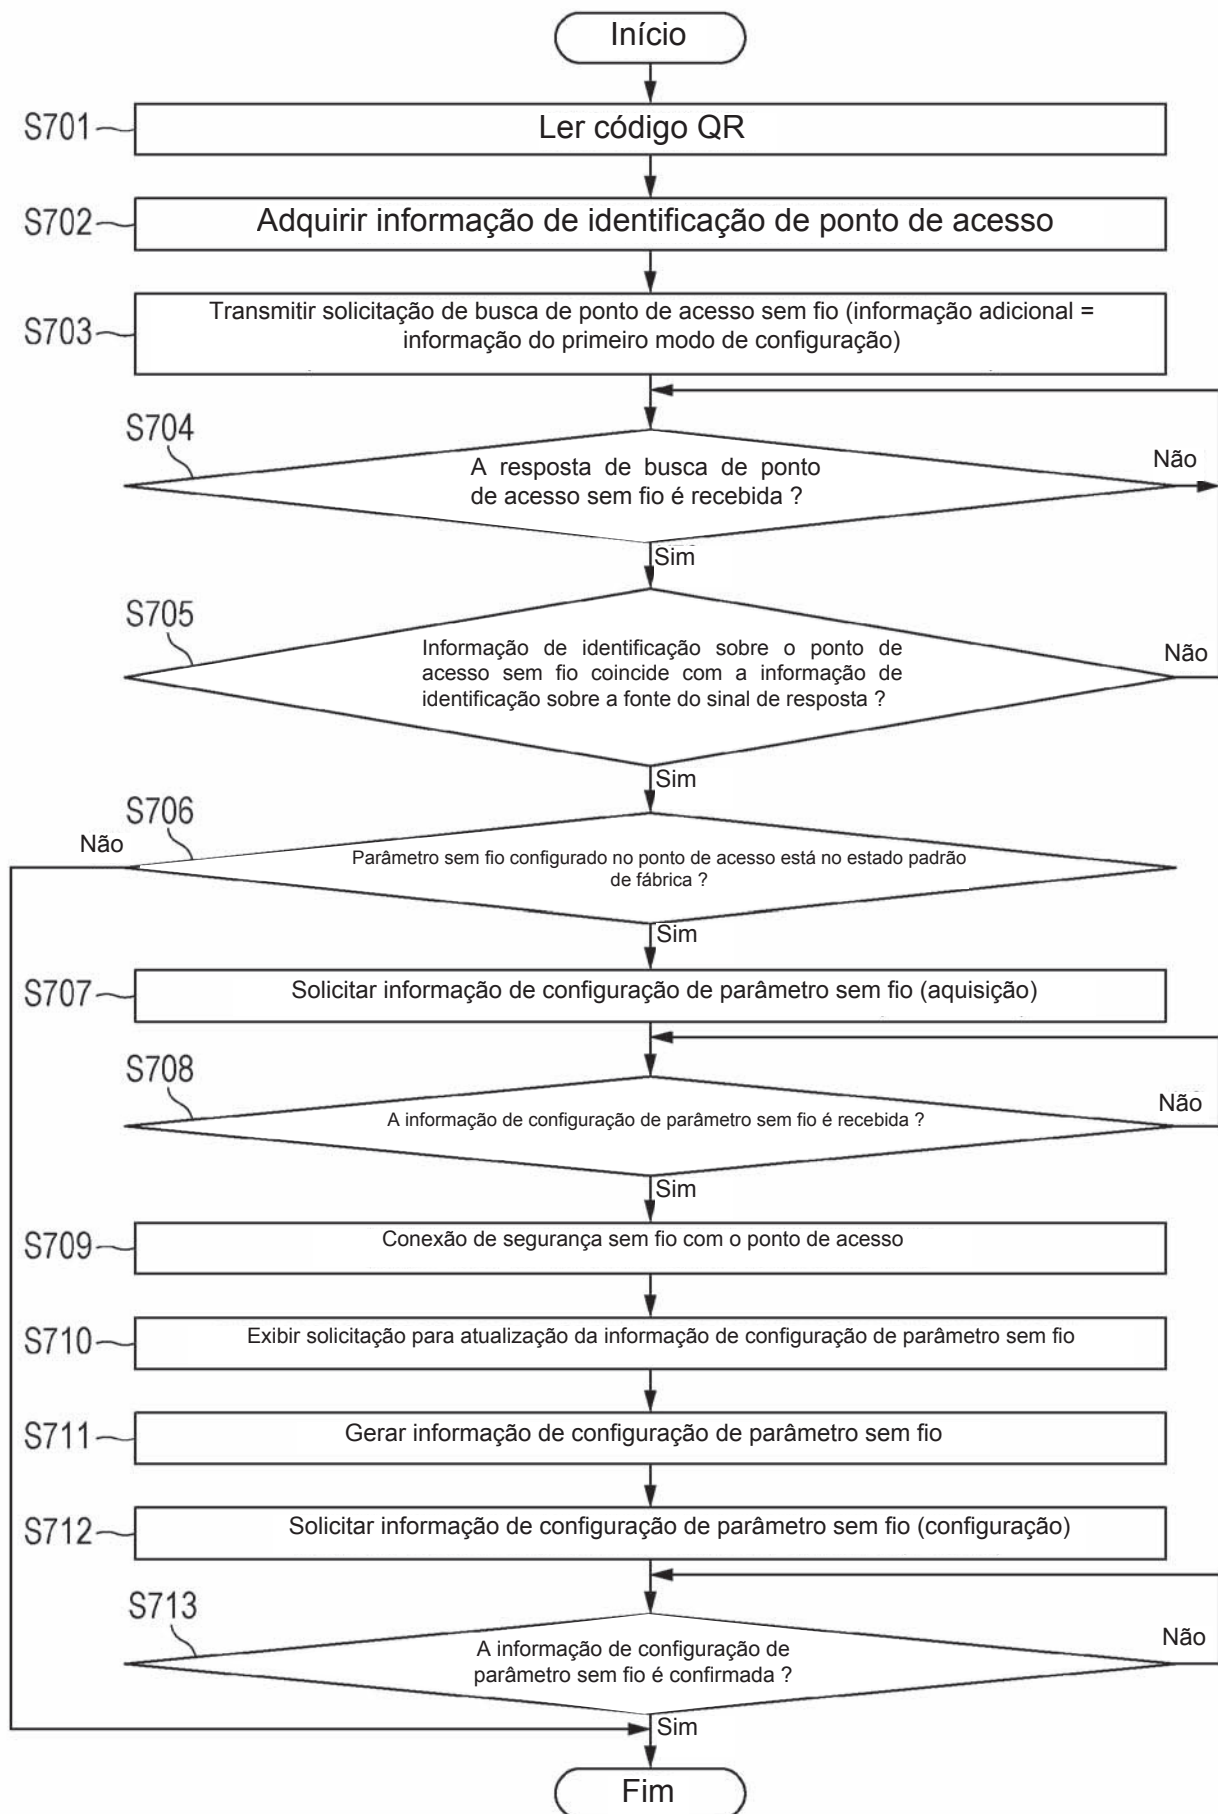 Início
S701
Ler código QR
S702
Adquirir informação de identificação de ponto de acesso
S703
Transmitir solicitação de busca de ponto de acesso sem fio (informação adicional =
informação do primeiro modo de configuração)
S704
A resposta de busca de ponto
de acesso sem fio é recebida ?
Não
Sim
S705
Informação de identificação sobre o ponto de
acesso sem fio coincide com a informação de
identificação sobre a fonte do sinal de resposta ?
Não
Sim
S706
Não
Parâmetro sem fio configurado no ponto de acesso está no estado padrão
de fábrica ?
Sim
S707
Solicitar informação de configuração de parâmetro sem fio (aquisição)
S708
A informação de configuração de parâmetro sem fio é recebida ?
Não
Sim
S709
Conexão de segurança sem fio com o ponto de acesso
S710
Exibir solicitação para atualização da informação de configuração de parâmetro sem fio
S711
Gerar informação de configuração de parâmetro sem fio
S712
Solicitar informação de configuração de parâmetro sem fio (configuração)
S713
A informação de configuração de
parâmetro sem fio é confirmada ?
Não
Sim
Fim